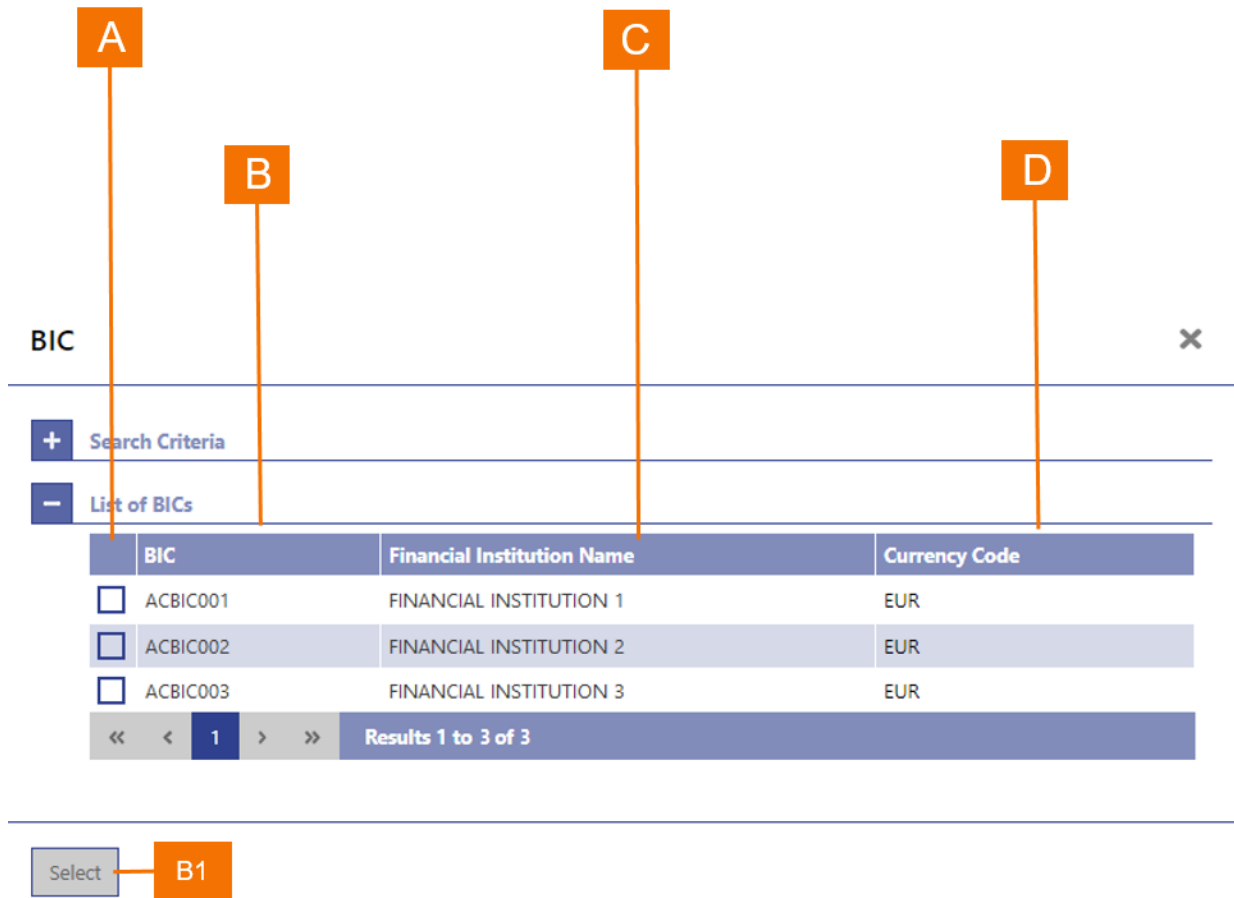 A
C
B
D
BIC
Search Criteria
List of BICs
BIC Financial Institution Name Currency Code
ACBIC001 FINANCIAL INSTITUTION 1 EUR
ACBIC002 FINANCIAL INSTITUTION 2 EUR
ACBIC003 FINANCIAL INSTITUTION 3 EUR
« < 1 > » Results 1 to 3 of 3
Select B1